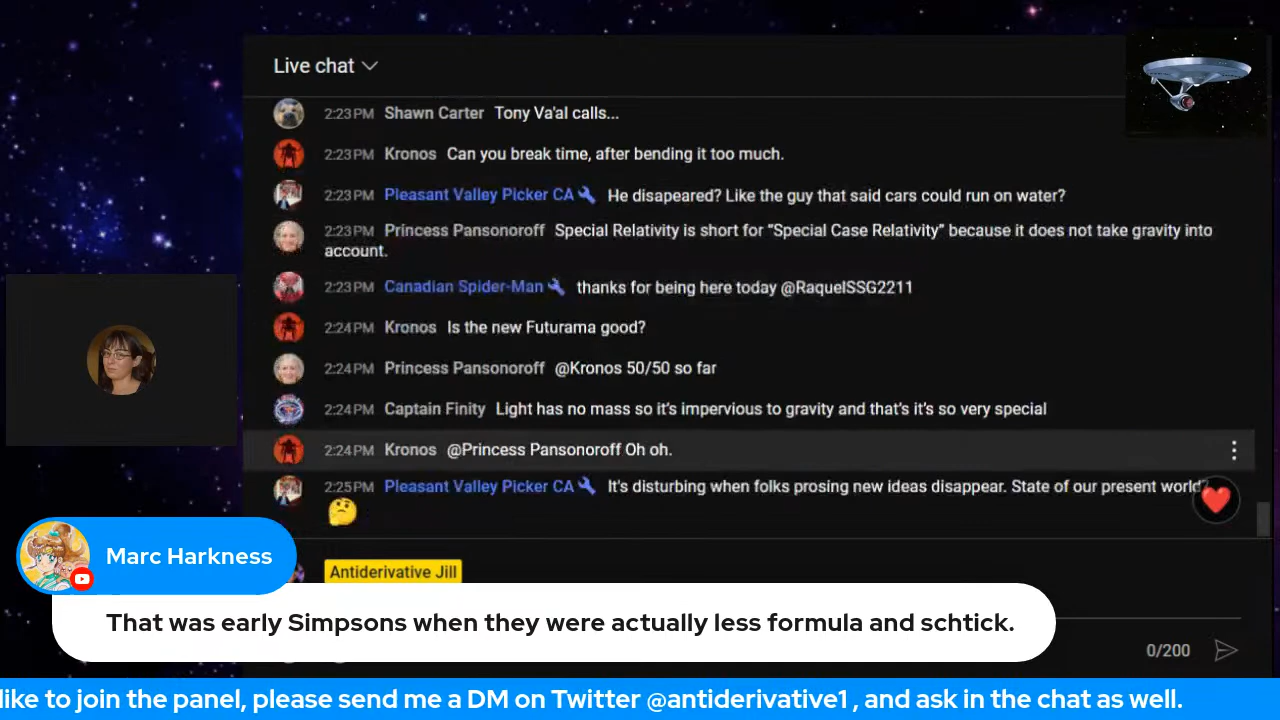 Live chat
2:23 PM Shawn Carter Tony Va'al calls...
2:23 PM Kronos Can you break time, after bending it too much.
2:23 PM Pleasant Valley Picker CA He disapeared? Like the guy that said cars could run on water?
2:23 PM Princess Pansonoroff Special Relativity is short for “Special Case Relativity” because it does not take gravity into
account.
2:23 PM Canadian Spider-Man thanks for being here today @RaquelSSG2211
2:24 PM Kronos Is the new Futurama good?
2:24 PM Princess Pansonoroff @Kronos 50/50 so far
2:24 PM Captain Finity Light has no mass so it's impervious to gravity and that's it's so very special
2:24 PM Kronos @Princess Pansonoroff Oh oh.
2:25 PM Pleasant Valley Picker CA It's disturbing when folks prosing new ideas disappear. State of our present world?
🤔
Marc Harkness
Antiderivative Jill
That was early Simpsons when they were actually less formula and schtick.
0/200
like to join the panel, please send me a DM on Twitter @antiderivative1 , and ask in the chat as well.